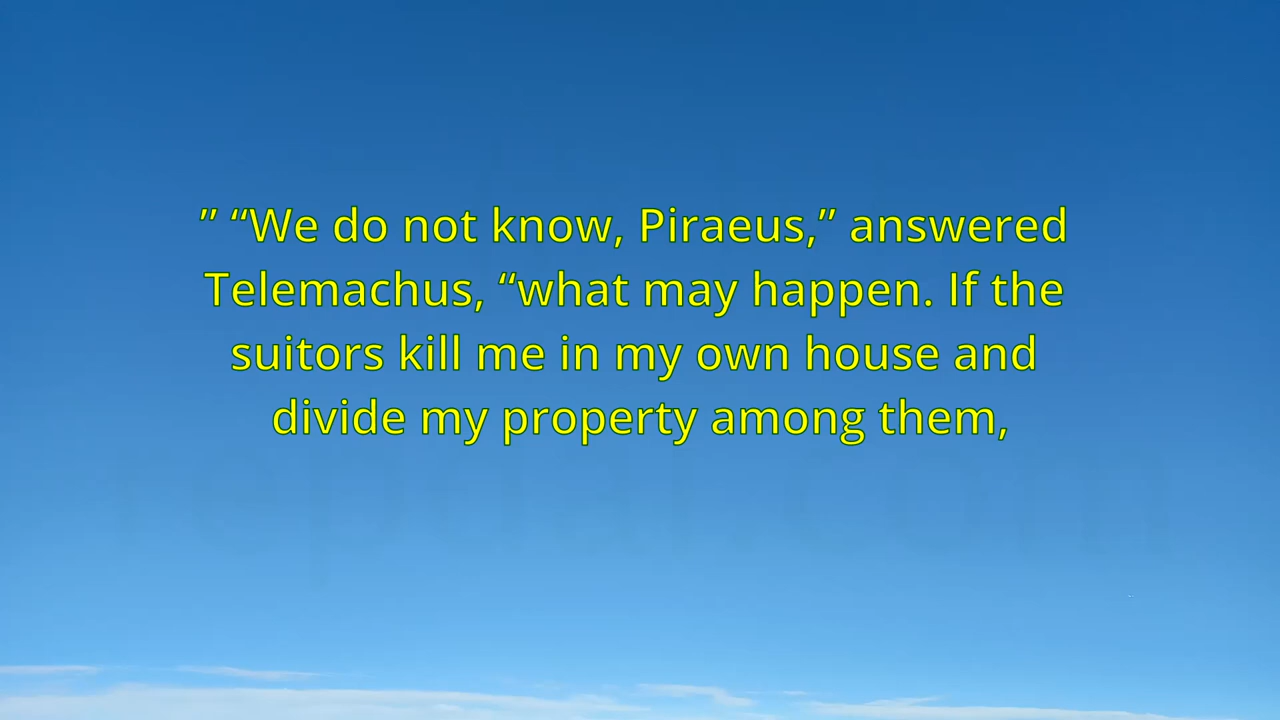 ” “We do not know, Piraeus,” answered
Telemachus, “what may happen. If the
suitors kill me in my own house and
divide my property among them,